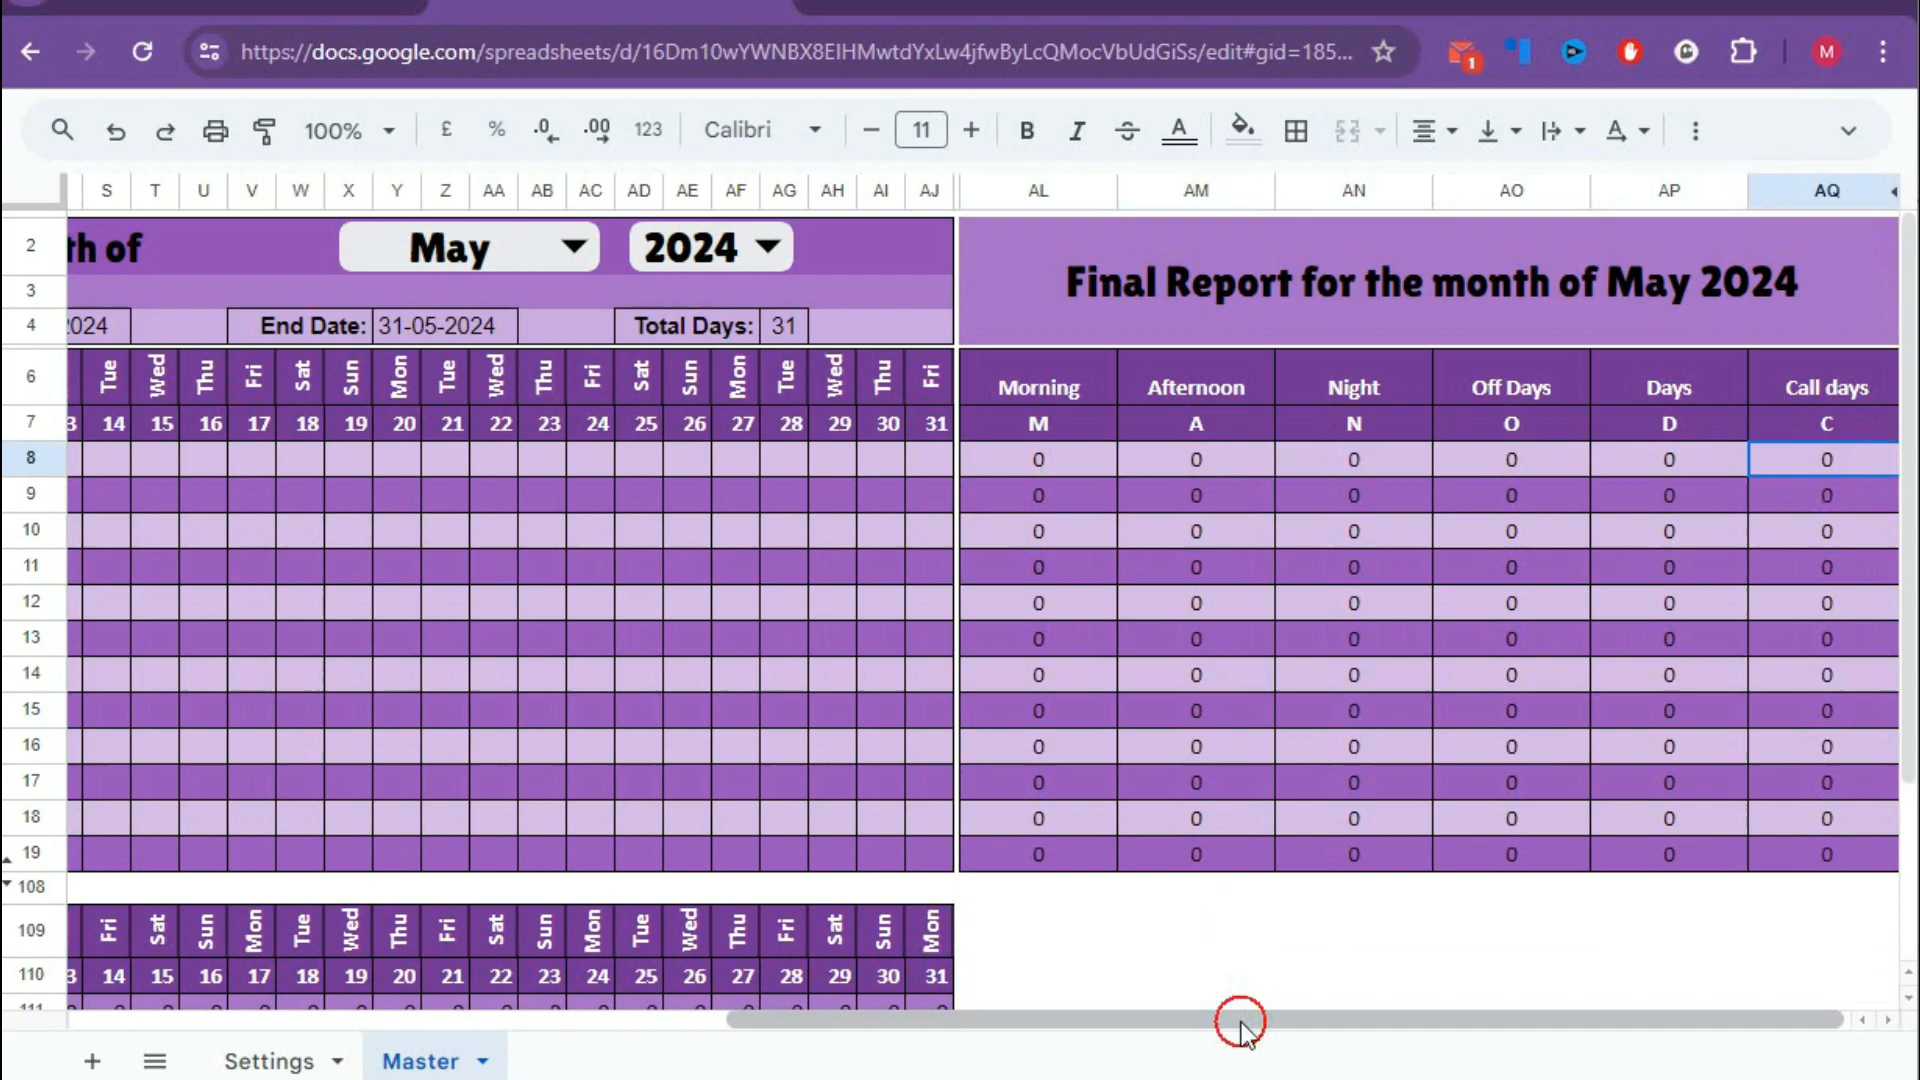 https://docs.google.com/spreadsheets/d/16Dm10wYWNBX8EIHMwtdYxLw4jfwByLcQMocVbUdGiSs/edit#gid=185... 1 M
100% £ % .0 .00 123 Calibri 11 B I A A
S T U V W X Y Z AA AB AC AD AE AF AG AH AI AJ AL AM AN AO AP AQ
2 th of May 2024 Final Report for the month of May 2024
3
4 2024 End Date: 31-05-2024 Total Days: 31
6 Tue Wed Thu Fri Sat Sun Mon Tue Wed Thu Fri Sat Sun Mon Tue Wed Thu Fri Morning Afternoon Night Off Days Days Call days
7 3 14 15 16 17 18 19 20 21 22 23 24 25 26 27 28 29 30 31 M A N O D C
8 0 0 0 0 0 0
9 0 0 0 0 0 0
10 0 0 0 0 0 0
11 0 0 0 0 0 0
12 0 0 0 0 0 0
13 0 0 0 0 0 0
14 0 0 0 0 0 0
15 0 0 0 0 0 0
16 0 0 0 0 0 0
17 0 0 0 0 0 0
18 0 0 0 0 0 0
19 0 0 0 0 0 0
108
109 Fri Sat Sun Mon Tue Wed Thu Fri Sat Sun Mon Tue Wed Thu Fri Sat Sun Mon
110 3 14 15 16 17 18 19 20 21 22 23 24 25 26 27 28 29 30 31
111
+ Settings Master